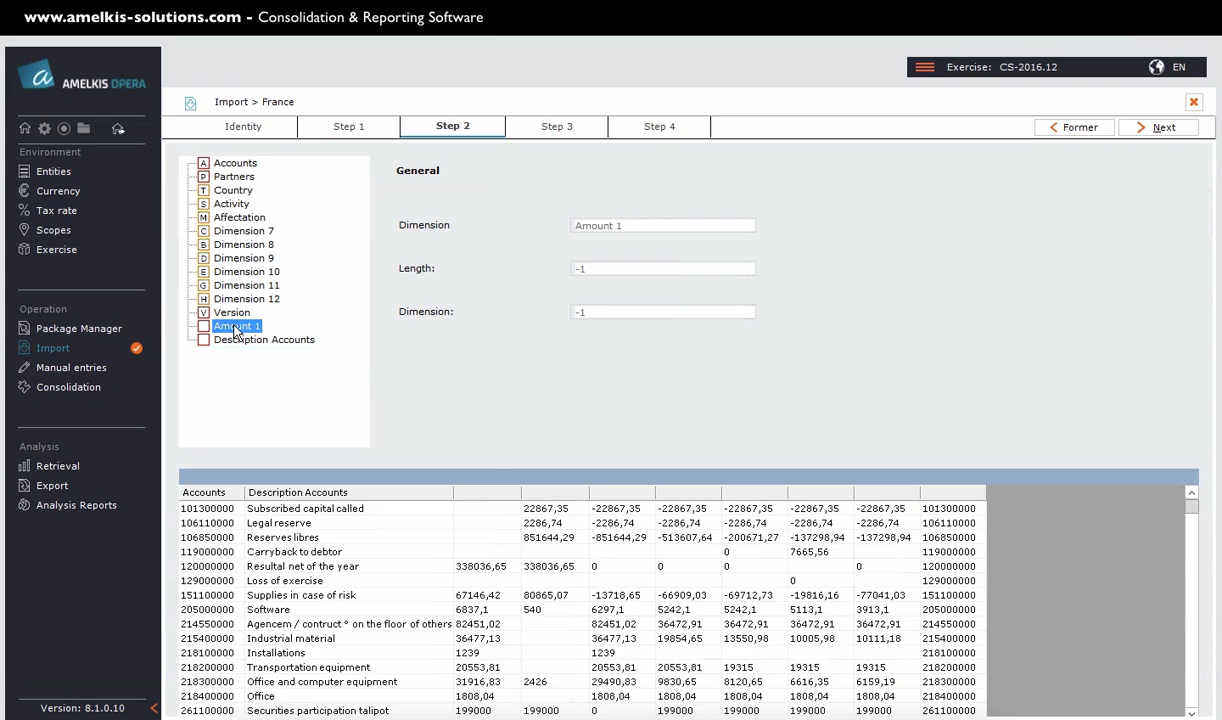 www.amelkis-solutions.com - Consolidation & Reporting Software
AMELKIS OPERA
Exercise: CS-2016.12 EN
Import > France
Identity Step 1 Step 2 Step 3 Step 4 Former Next
Environment
Entities
Currency
Tax rate
Scopes
Exercise
Operation
Package Manager
Import
Manual entries
Consolidation
Analysis
Retrieval
Export
Analysis Reports
Version: 8.1.0.10
A Accounts
P Partners
T Country
S Activity
M Affectation
C Dimension 7
B Dimension 8
D Dimension 9
E Dimension 10
G Dimension 11
H Dimension 12
V Version
Amount 1
Description Accounts
General
Dimension Amount 1
Length: -1
Dimension: -1
Accounts Description Accounts
101300000 Subscribed capital called 22867,35 -22867,35 -22867,35 -22867,35 -22867,35 -22867,35 101300000
106110000 Legal reserve 2286,74 -2286,74 -2286,74 -2286,74 -2286,74 -2286,74 106110000
106850000 Reserves libres 851644,29 -851644,29 -513607,64 -200671,27 -137298,94 -137298,94 106850000
119000000 Carryback to debtor 0 7665,56 119000000
120000000 Resultal net of the year 338036,65 338036,65 0 0 0 0 120000000
129000000 Loss of exercise 0 129000000
151100000 Supplies in case of risk 67146,42 80865,07 -13718,65 -66909,03 -69712,73 -19816,16 -77041,03 151100000
205000000 Software 6837,1 540 6297,1 5242,1 5242,1 5113,1 3913,1 205000000
214550000 Agencem / contruct ° on the floor of others 82451,02 82451,02 36472,91 36472,91 36472,91 36472,91 214550000
215400000 Industrial material 36477,13 36477,13 19854,65 13550,98 10005,98 10111,18 215400000
218100000 Installations 1239 1239 218100000
218200000 Transportation equipment 20553,81 20553,81 20553,81 19315 19315 19315 218200000
218300000 Office and computer equipment 31916,83 2426 29490,83 9830,65 8120,65 6616,35 6159,19 218300000
218400000 Office 1808,04 1808,04 1808,04 1808,04 1808,04 1808,04 218400000
261100000 Securities participation talipot 199000 199000 0 199000 199000 199000 199000 261100000